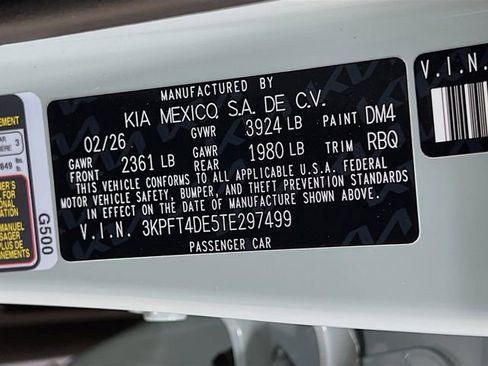 MANUFACTURED BY
KIA MEXICO, S.A. DE C.V.
02/26 GVWR 3924 LB PAINT DM4
GAWR FRONT 2361 LB GAWR REAR 1980 LB TRIM RBQ
THIS VEHICLE CONFORMS TO ALL APPLICABLE U.S.A. FEDERAL
MOTOR VEHICLE SAFETY, BUMPER, AND THEFT PREVENTION STANDARDS
IN EFFECT ON THE DATE OF MANUFACTURE SHOWN ABOVE.
V.I.N. 3KPFT4DE5TE297499
PASSENGER CAR
V.I.N.
G500